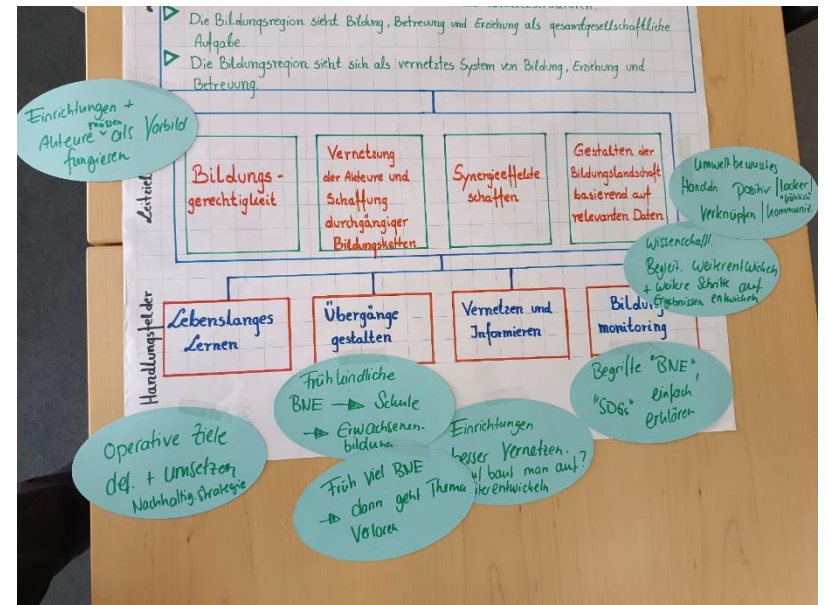 Die Bildungsregion sieht Bildung, Betreuung und Erziehung als gesamtgesellschaftliche
Aufgabe.
Die Bildungsregion sieht sich als vernetztes System von Bildung, Erziehung und
Betreuung.
Einrichtungen +
Auteure müssen als Vorbild
fungieren
Bildungs-
gerechtigkeit
Vernetzung
der Akteure und
Schaffung
durchgängiger
Bildungsketten
Synergieeffekte
schaffen
Gestalten der
Bildungslandschaft
basierend auf
relevanten Daten
Umweltbewusstes
Handeln positiv / locker /
"fröhlich"
verknüpfen / kommuniz.
Wissenschaftl.
Begleit. weiterentwickeln
+ weitere Schritte auf
Ergebnissen entwickeln
Handlungsfelder
Lebenslanges
Lernen
Übergänge
gestalten
Vernetzen und
Informieren
Bildungs
monitoring
Frühkindliche
BNE → Schule
→ Erwachsenen-
bildung
Begriffe "BNE",
"SDGs" einfach
erklären
Operative Ziele
def. + umsetzen
Nachhaltig.strategie
Einrichtungen
besser Vernetzen.
baut man auf?
Früh viel BNE
→ dann geht Thema
Verloren